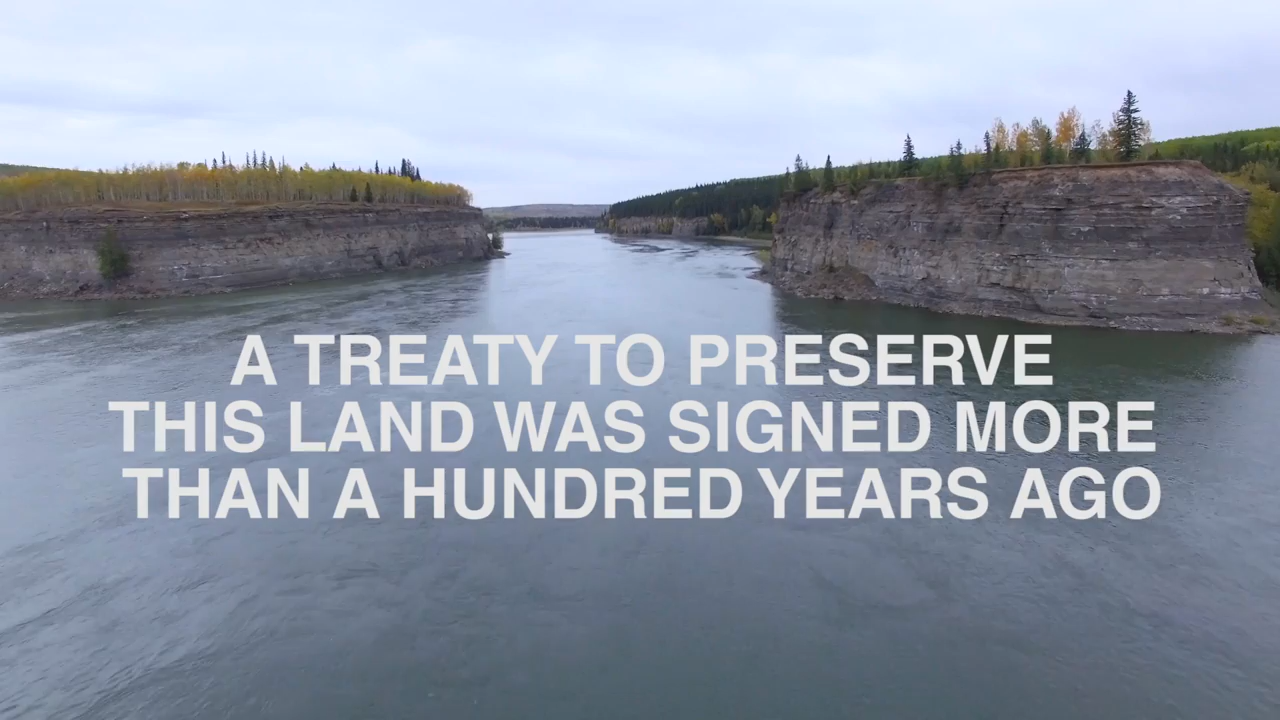 A TREATY TO PRESERVE
THIS LAND WAS SIGNED MORE
THAN A HUNDRED YEARS AGO